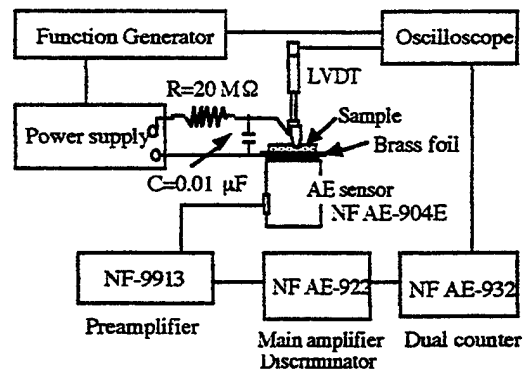 Function Generator
Oscilloscope
LVDT
R=20 MΩ
Power supply
Sample
Brass foil
C=0.01 μF
AE sensor
NF AE-904E
NF-9913
NF AE-922
NF AE-932
Preamplifier
Main amplifier
Discriminator
Dual counter